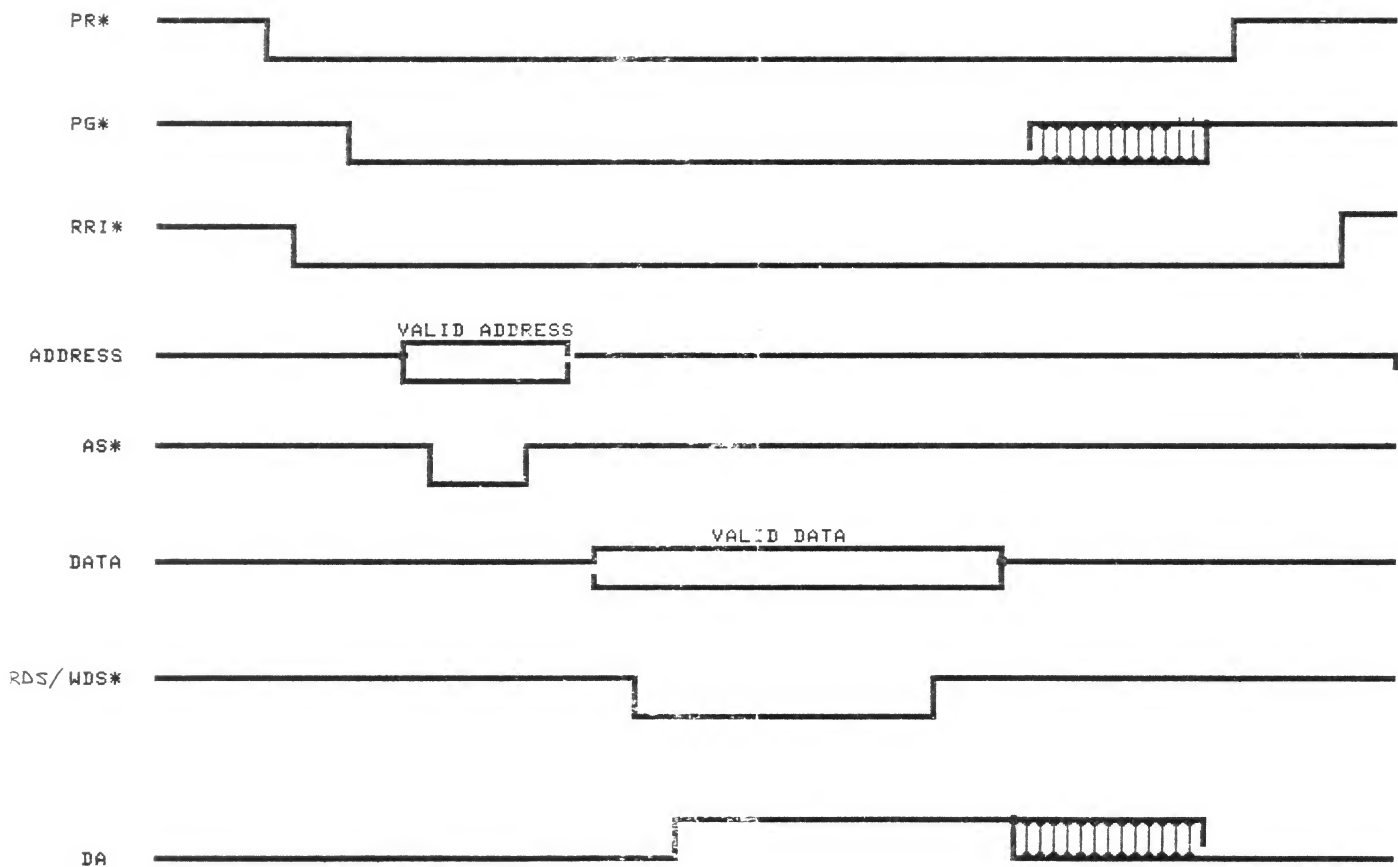 PR*
PG*
RRI*
VALID ADDRESS
ADDRESS
AS*
VALID DATA
DATA
RDS/WDS*
DA